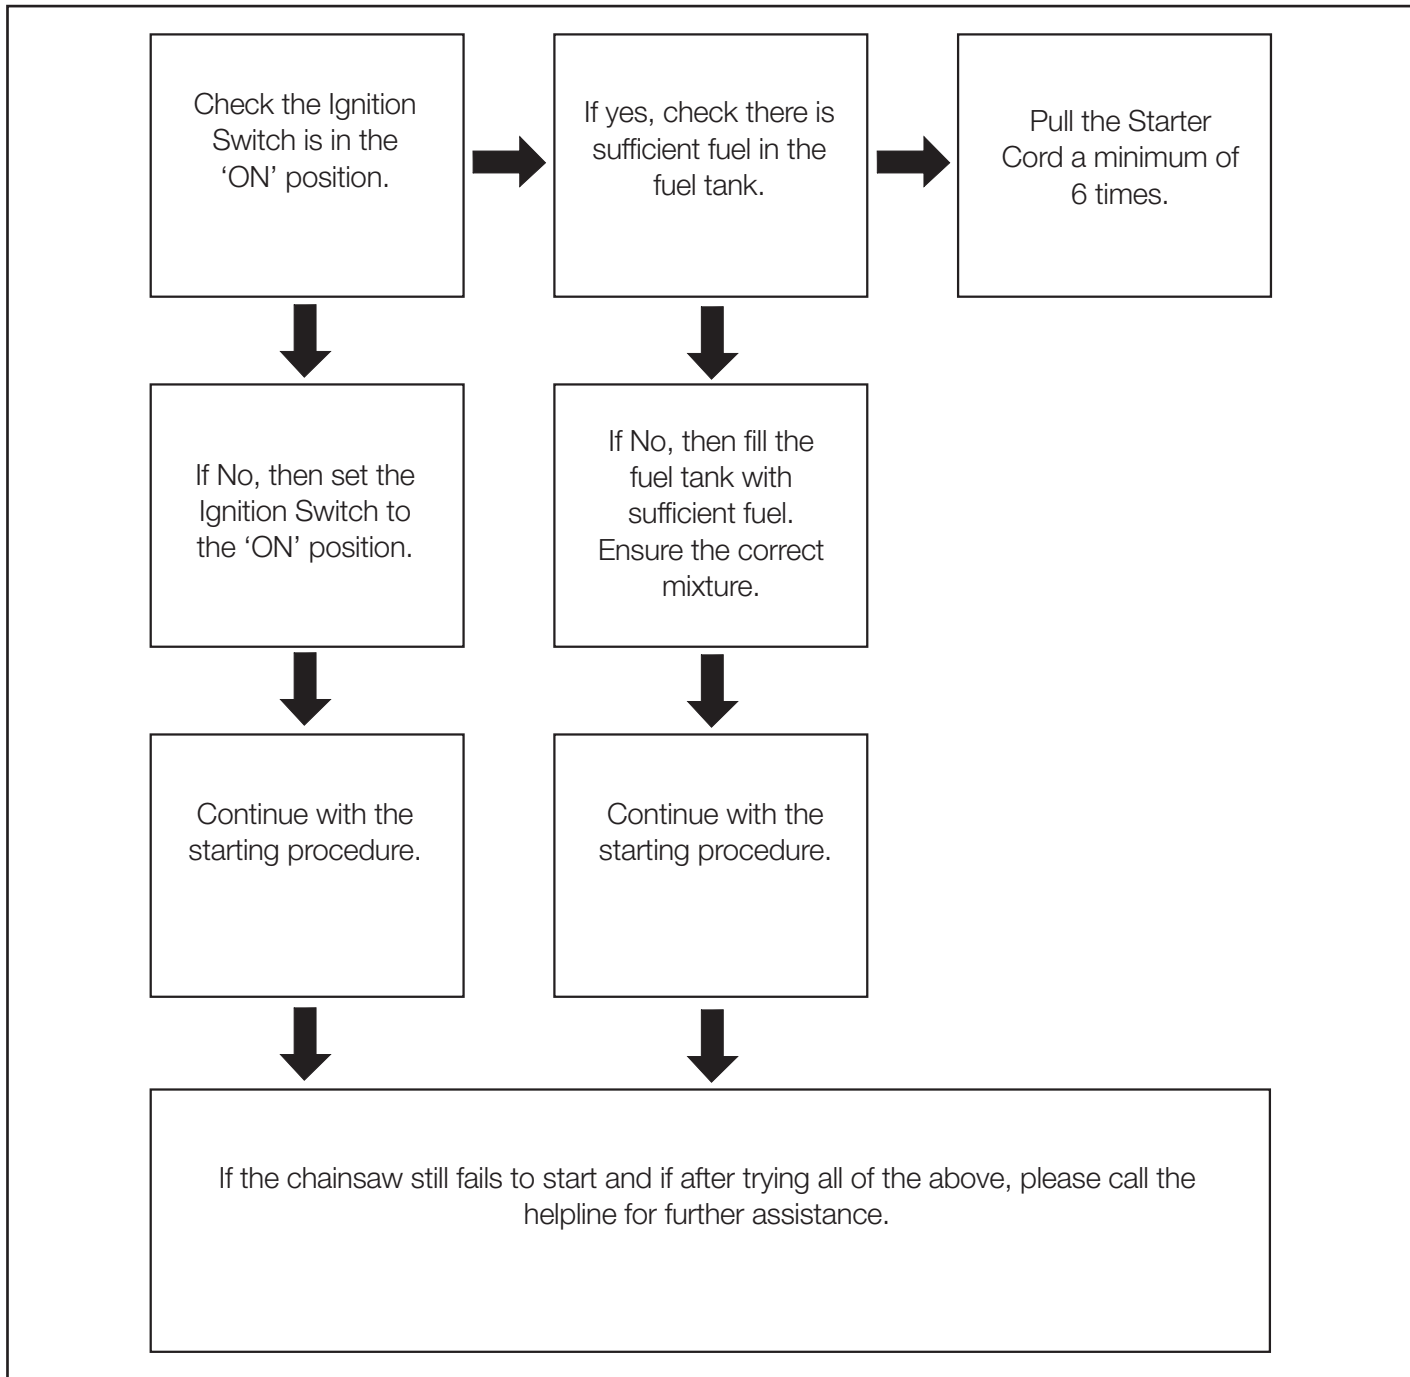 Check the Ignition
Switch is in the
‘ON’ position.
If yes, check there is
sufficient fuel in the
fuel tank.
Pull the Starter
Cord a minimum of
6 times.
If No, then set the
Ignition Switch to
the ‘ON’ position.
If No, then fill the
fuel tank with
sufficient fuel.
Ensure the correct
mixture.
Continue with the
starting procedure.
Continue with the
starting procedure.
If the chainsaw still fails to start and if after trying all of the above, please call the
helpline for further assistance.